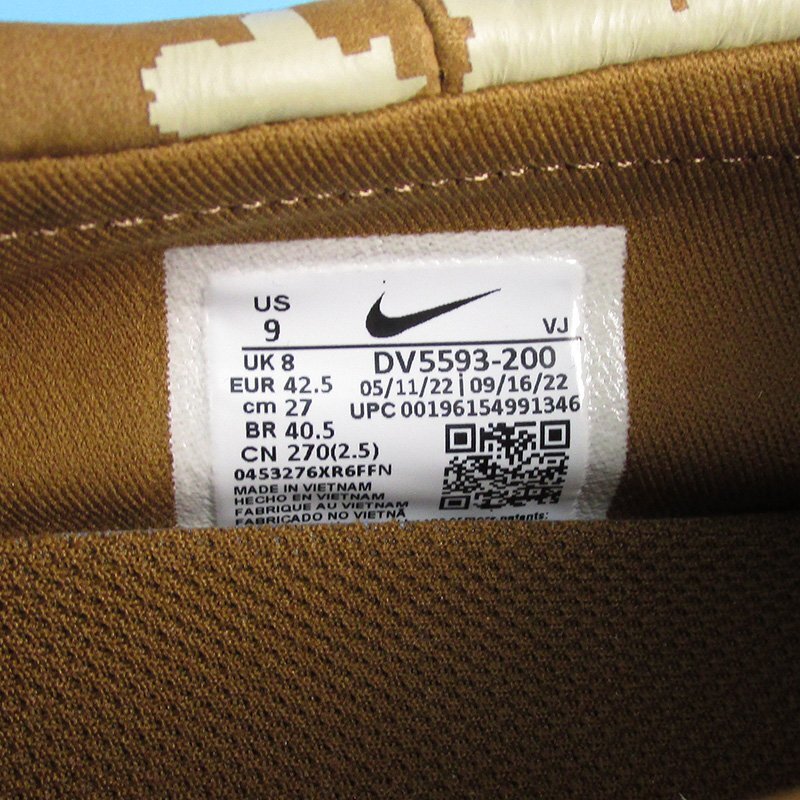 US
9
VJ
UK 8
DV5593-200
EUR 42.5
05/11/22 | 09/16/22
cm 27
UPC 00196154991346
BR 40.5
CN 270(2.5)
0453276XR6FFN
MADE IN VIETNAM
HECHO EN VIETNAM
FABRIQUE AU VIETNAM
FABRICADO NO VIETNÃ
patents: